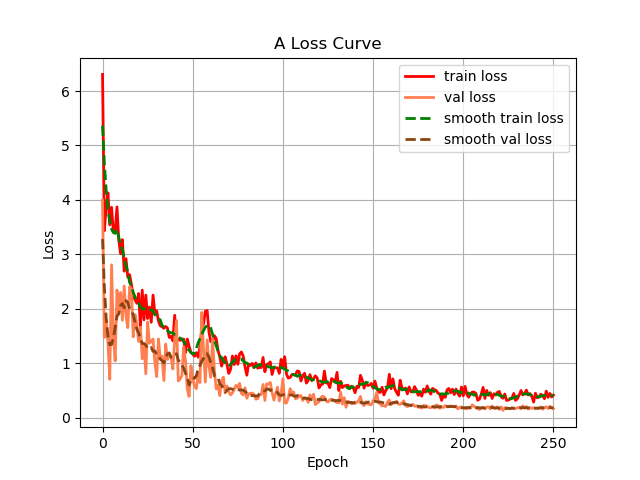 A Loss Curve
train loss
val loss
smooth train loss
smooth val loss
Loss
6
5
4
3
2
1
0
0 50 100 150 200 250
Epoch